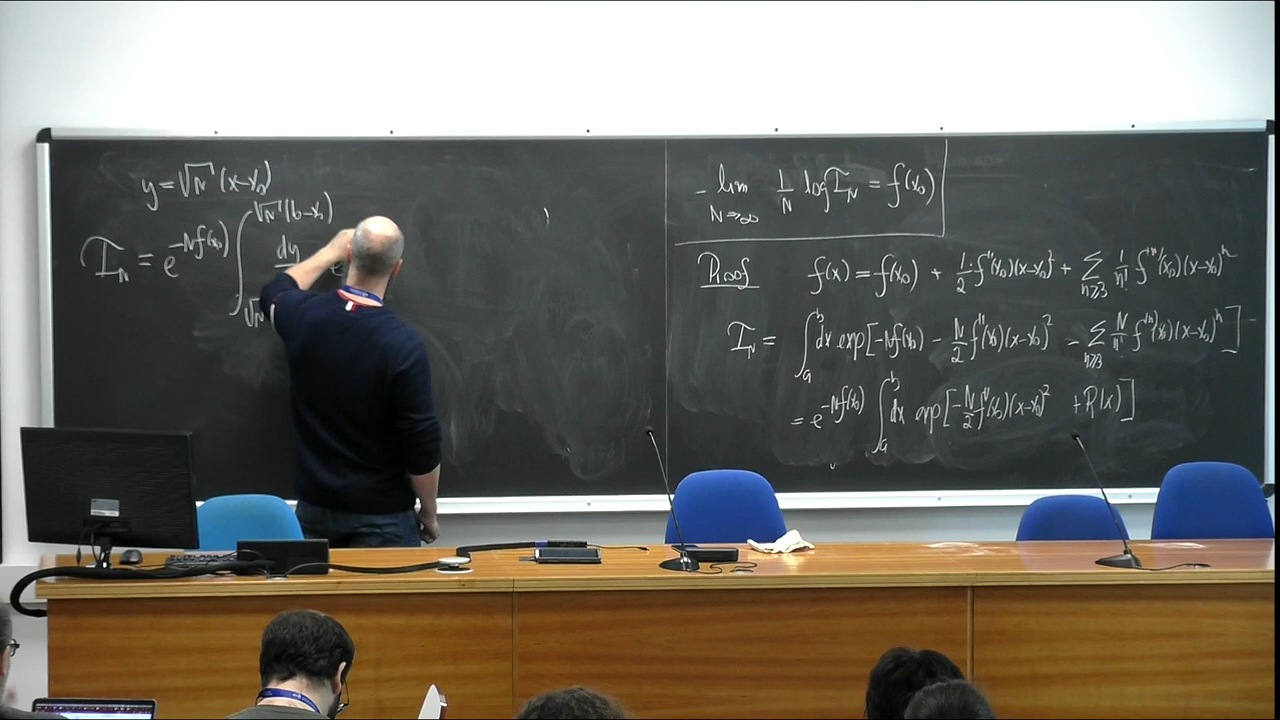 y = √N (x-x₀)
I_N = e^{-Nf(x₀)} ∫_{√N}^{√N (b-x₀)} dy e
- lim_{N→∞} 1/N log I_N = f(x₀)
Proof f(x) = f(x₀) + 1/2 f''(x₀)(x-x₀)² + ∑_{n≥3} 1/n! f^{(n)}(x₀)(x-x₀)^n
I_N = ∫_a^b dx exp[-Nf(x₀) - N/2 f''(x₀)(x-x₀)² - ∑_{n≥3} N/n! f^{(n)}(x₀)(x-x₀)^n]
= e^{-Nf(x₀)} ∫_a^b dx exp[-N/2 f''(x₀)(x-x₀)² + R(x)]